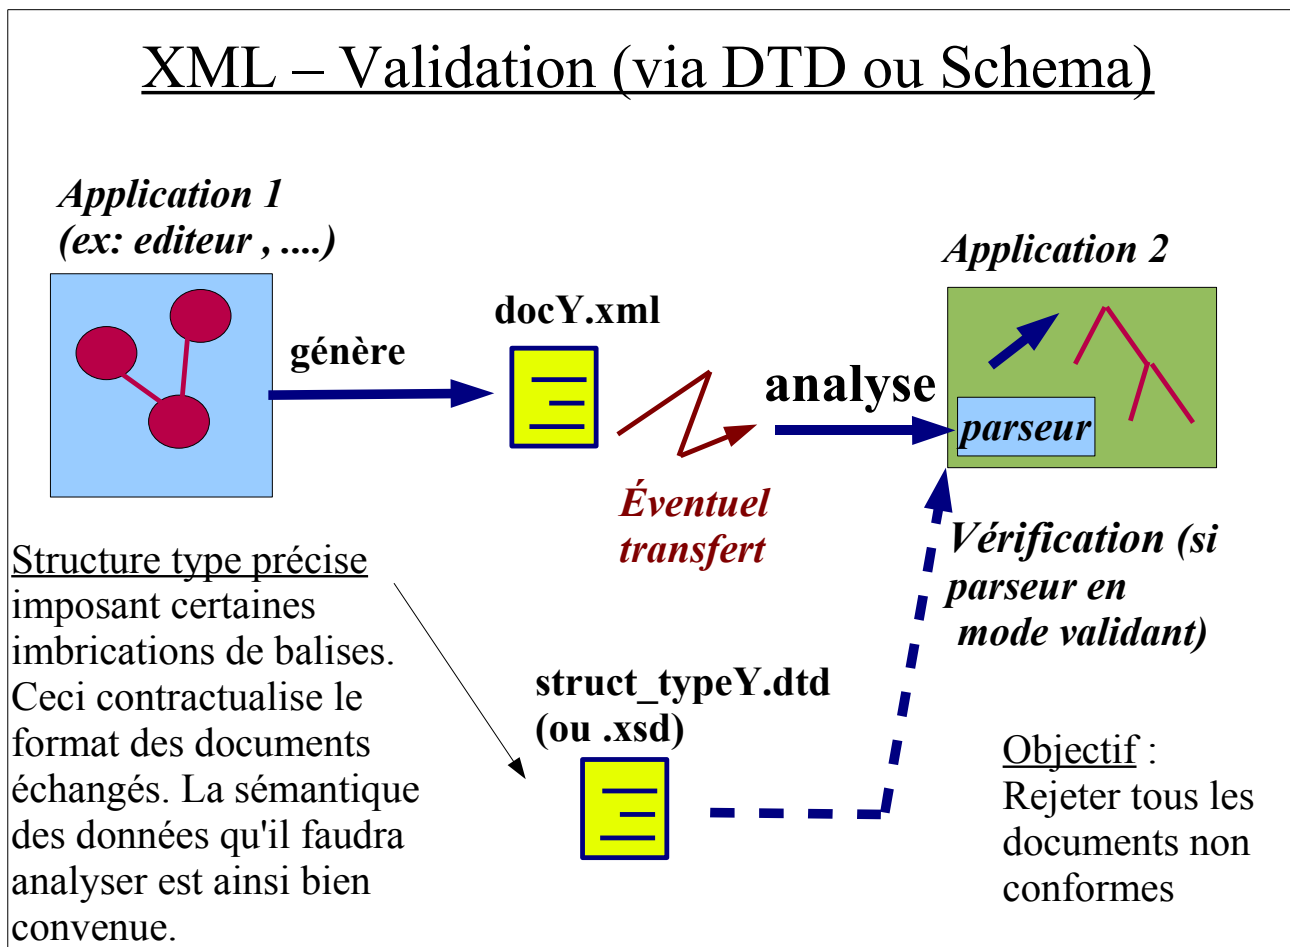 XML – Validation (via DTD ou Schema)
Application 1
(ex: editeur , ....)
génère
docY.xml
Éventuel
transfert
analyse
Application 2
parseur
Vérification (si
parseur en
mode validant)
Structure type précise
imposant certaines
imbrications de balises.
Ceci contractualise le
format des documents
échangés. La sémantique
des données qu'il faudra
analyser est ainsi bien
convenue.
struct_typeY.dtd
(ou .xsd)
Objectif :
Rejeter tous les
documents non
conformes